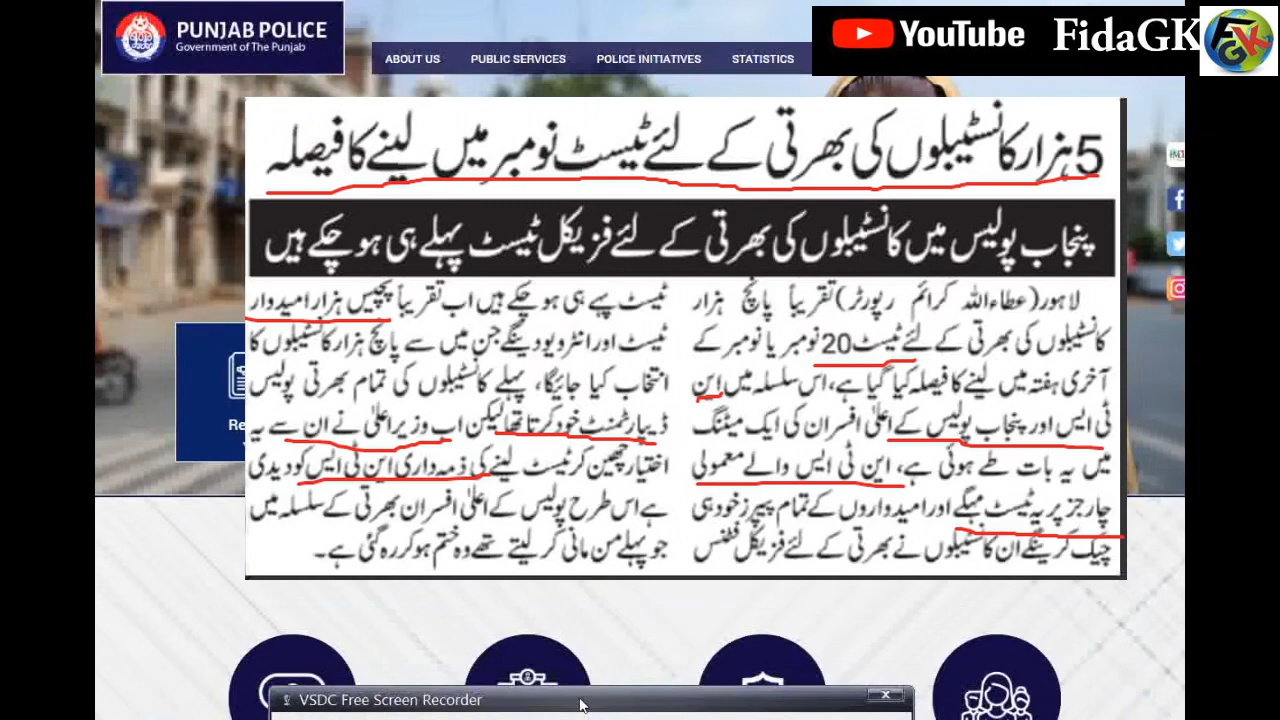 PUNJAB POLICE
Government of The Punjab
YouTube
FidaGK
ABOUT US
PUBLIC SERVICES
POLICE INITIATIVES
STATISTICS
5 ہزار کانسٹیبلوں کی بھرتی کے لئے ٹیسٹ نومبر میں لینے کا فیصلہ
پنجاب پولیس میں کانسٹیبلوں کی بھرتی کے لئے فزیکل ٹیسٹ پہلے ہی ہو چکے ہیں
لاہور (عطاءاللہ کرائم رپورٹر) تقریباً پانچ ہزار
کانسٹیبلوں کی بھرتی کے لئے ٹیسٹ 20 نومبر یا نومبر کے
آخری ہفتہ میں لینے کا فیصلہ کیا گیا ہے، اس سلسلہ میں این
ٹی ایس اور پنجاب پولیس کے اعلیٰ افسران کی ایک میٹنگ
میں یہ بات طے ہوئی ہے، این ٹی ایس والے معمولی
چارجز پر یہ ٹیسٹ لینگے اور امیدواروں کے تمام پیپرز خود ہی
چیک کرینگے ان کانسٹیبلوں نے بھرتی کے لئے فزیکل فٹنس
ٹیسٹ پہے ہی ہو چکے ہیں اب تقریباً پچیس ہزار امیدوار
ٹیسٹ اور انٹرویو دینگے جن میں سے پانچ ہزار کانسٹیبلوں کا
انتخاب کیا جائیگا، پہلے کانسٹیبلوں کی تمام بھرتی پولیس
ڈیپارٹمنٹ خود کرتا تھا لیکن اب وزیراعلیٰ نے ان سے یہ
اختیار چھین کر ٹیسٹ لینے کی ذمہ داری این ٹی ایس کو دیدی
ہے اس طرح پولیس کے اعلیٰ افسران بھرتی کے سلسلہ میں
جو پہلے من مانی کر لیتے تھے وہ ختم ہو کر رہ گئی ہے۔
Re
VSDC Free Screen Recorder